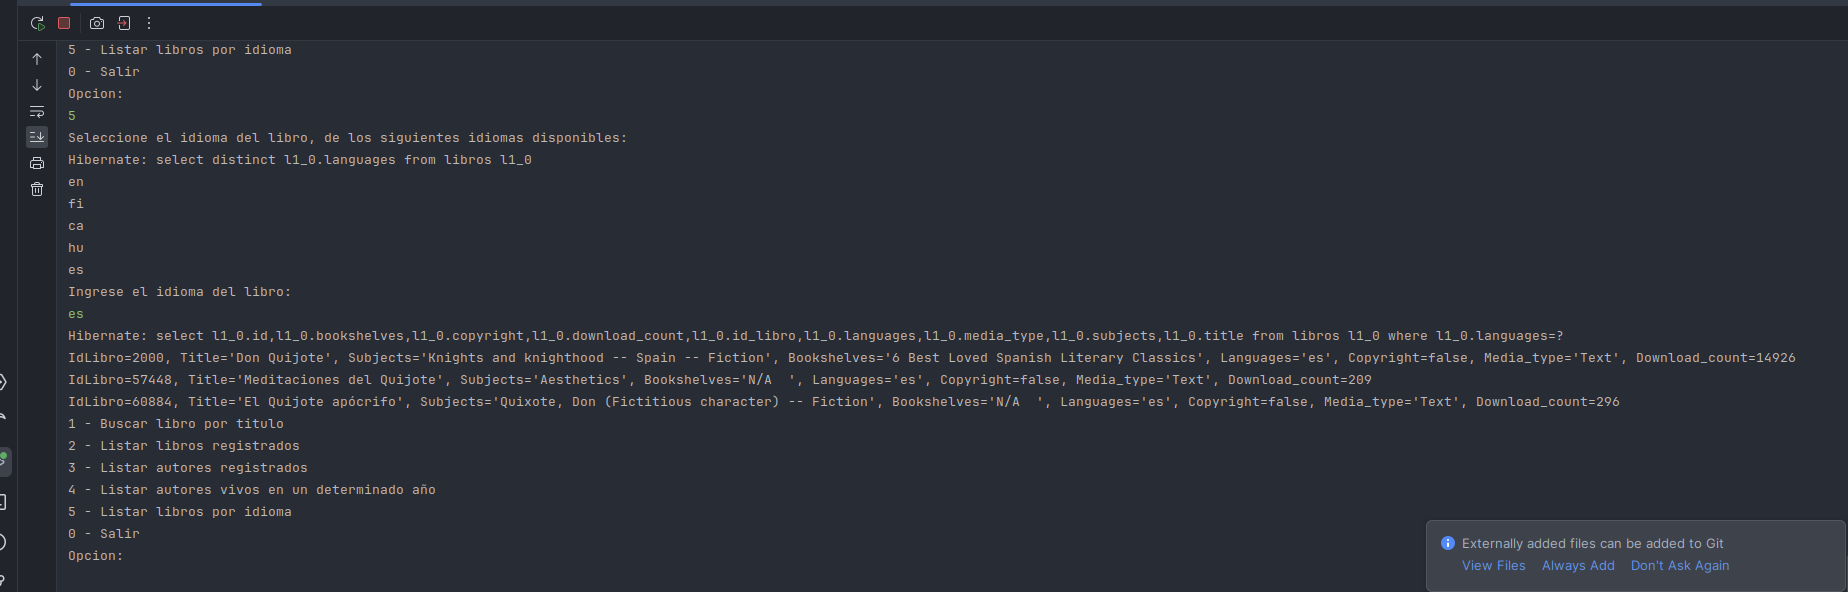 5 - Listar libros por idioma
0 - Salir
Opcion:
5
Seleccione el idioma del libro, de los siguientes idiomas disponibles:
Hibernate: select distinct l1_0.languages from libros l1_0
en
fi
ca
hu
es
Ingrese el idioma del libro:
es
Hibernate: select l1_0.id,l1_0.bookshelves,l1_0.copyright,l1_0.download_count,l1_0.id_libro,l1_0.languages,l1_0.media_type,l1_0.subjects,l1_0.title from libros l1_0 where l1_0.languages=?
IdLibro=2000, Title='Don Quijote', Subjects='Knights and knighthood -- Spain -- Fiction', Bookshelves='6 Best Loved Spanish Literary Classics', Languages='es', Copyright=false, Media_type='Text', Download_count=14926
IdLibro=57448, Title='Meditaciones del Quijote', Subjects='Aesthetics', Bookshelves='N/A  ', Languages='es', Copyright=false, Media_type='Text', Download_count=209
IdLibro=60884, Title='El Quijote apócrifo', Subjects='Quixote, Don (Fictitious character) -- Fiction', Bookshelves='N/A  ', Languages='es', Copyright=false, Media_type='Text', Download_count=296
1 - Buscar libro por titulo
2 - Listar libros registrados
3 - Listar autores registrados
4 - Listar autores vivos en un determinado año
5 - Listar libros por idioma
0 - Salir
Opcion:
Externally added files can be added to Git
View Files Always Add Don't Ask Again